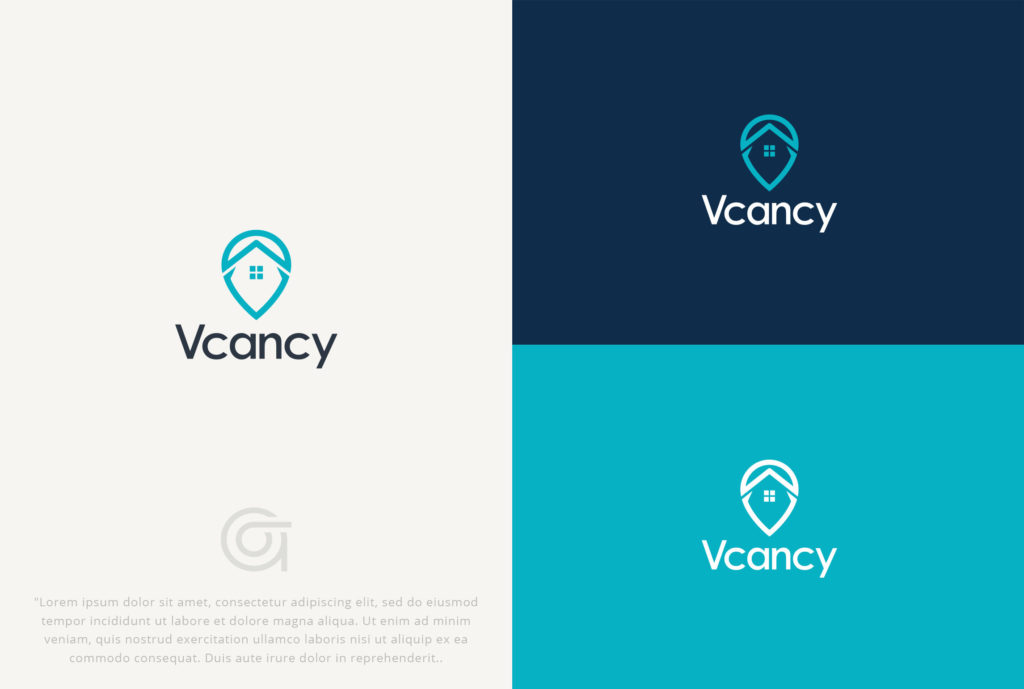 Vcancy
"Lorem ipsum dolor sit amet, consectetur adipiscing elit, sed do eiusmod
tempor incididunt ut labore et dolore magna aliqua. Ut enim ad minim
veniam, quis nostrud exercitation ullamco laboris nisi ut aliquip ex ea
commodo consequat. Duis aute irure dolor in reprehenderit..
Vcancy
Vcancy